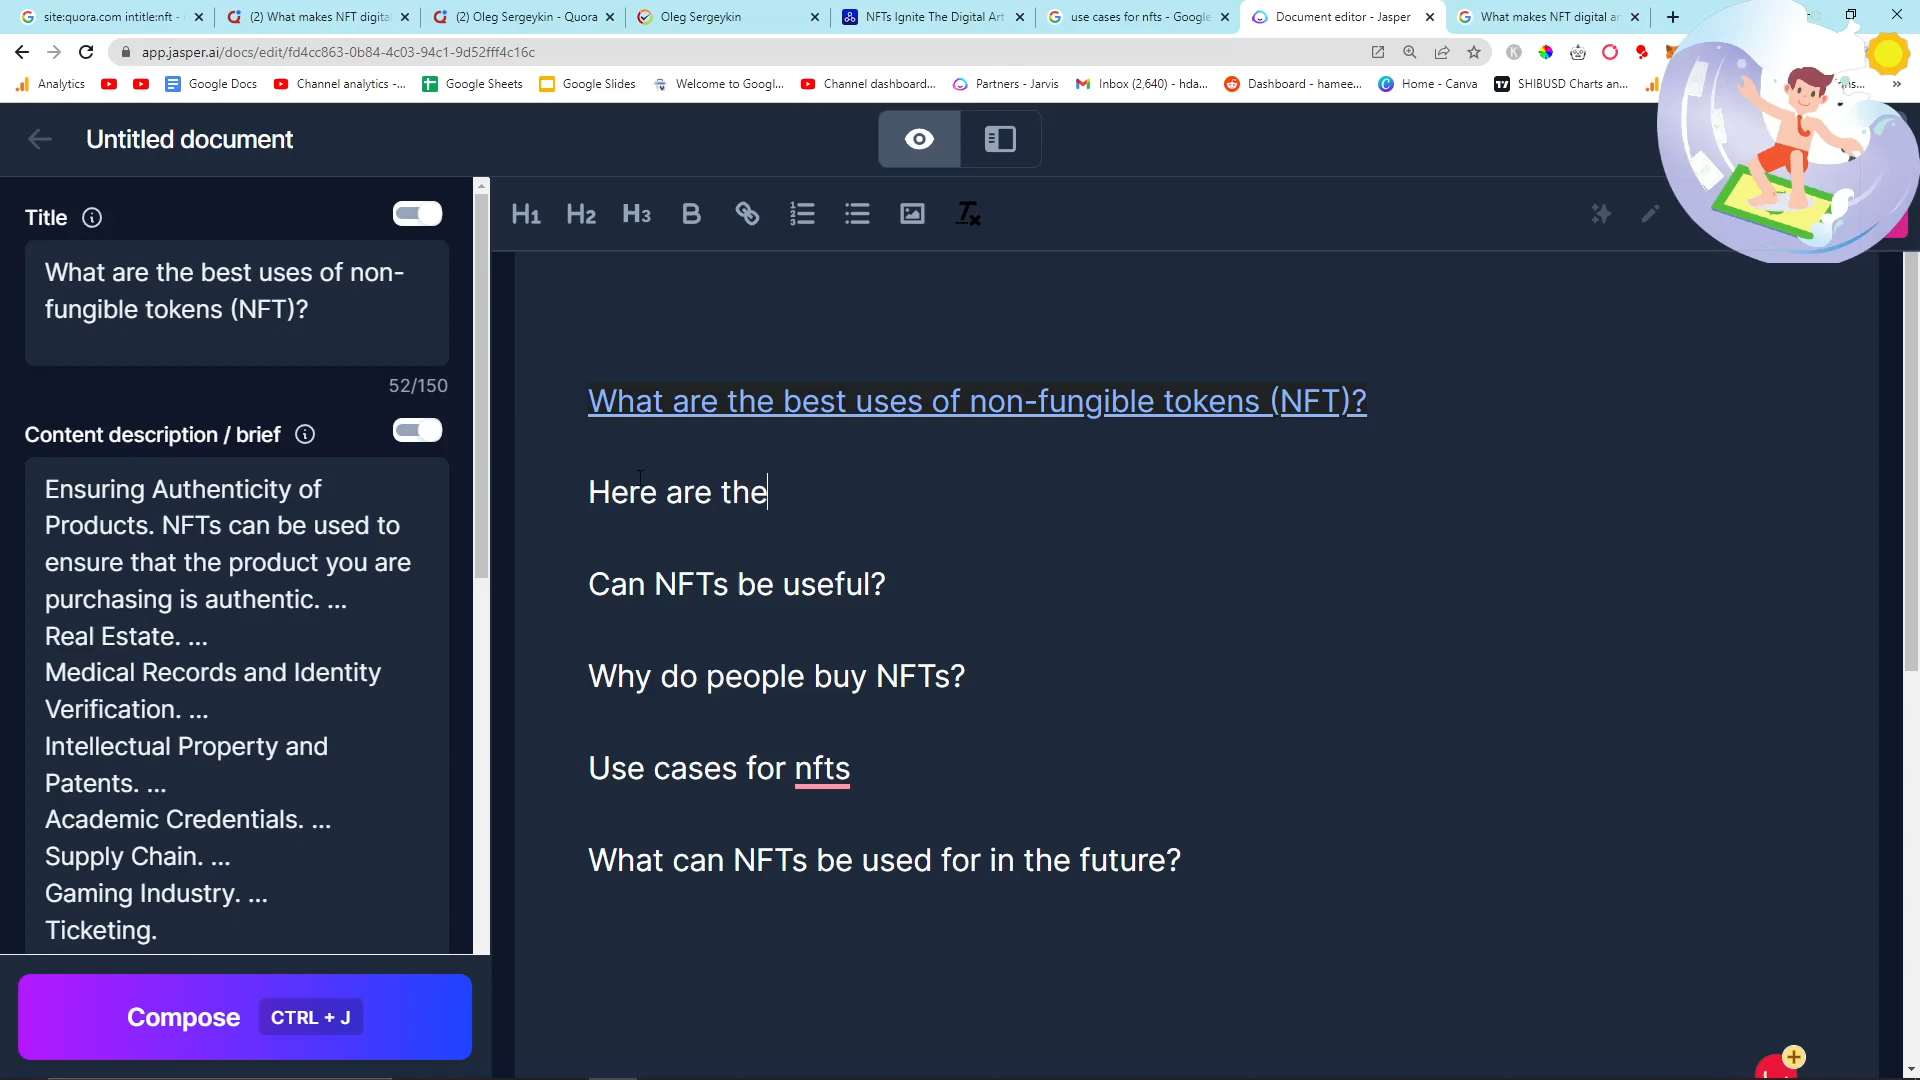 site:quora.com intitle:nft -
(2) What makes NFT digita
(2) Oleg Sergeykin - Quora
Oleg Sergeykin
NFTs Ignite The Digital Art
use cases for nfts - Google
Document editor - Jasper
What makes NFT digital ar
app.jasper.ai/docs/edit/fd4cc863-0b84-4c03-94c1-9d52fff4c16c
Analytics
Google Docs
Channel analytics -...
Google Sheets
Google Slides
Welcome to Googl...
Channel dashboard...
Partners - Jarvis
Inbox (2,640) - hda...
Dashboard - hamee...
Home - Canva
SHIBUSD Charts an...
Untitled document
Title
What are the best uses of non-
fungible tokens (NFT)?
52/150
Content description / brief
Ensuring Authenticity of
Products. NFTs can be used to
ensure that the product you are
purchasing is authentic. ...
Real Estate. ...
Medical Records and Identity
Verification. ...
Intellectual Property and
Patents. ...
Academic Credentials. ...
Supply Chain. ...
Gaming Industry. ...
Ticketing.
Compose CTRL + J
H1 H2 H3 B
What are the best uses of non-fungible tokens (NFT)?
Here are the
Can NFTs be useful?
Why do people buy NFTs?
Use cases for nfts
What can NFTs be used for in the future?